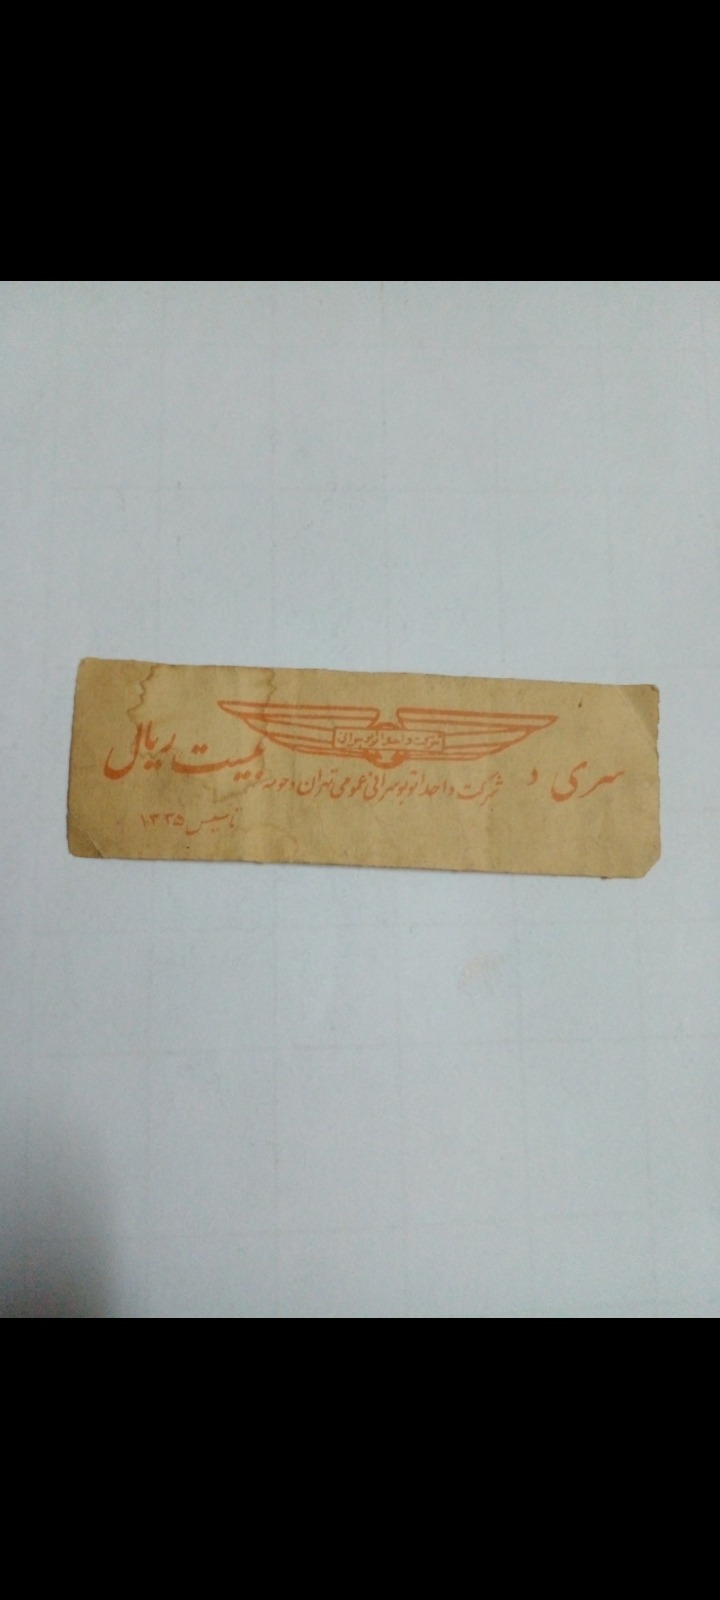 شرکت واحد اتوبوسرانی
سری د
بیست ریال
شرکت واحد اتوبوسرانی عمومی تهران و حومه
تاسیس ۱۳۳۵